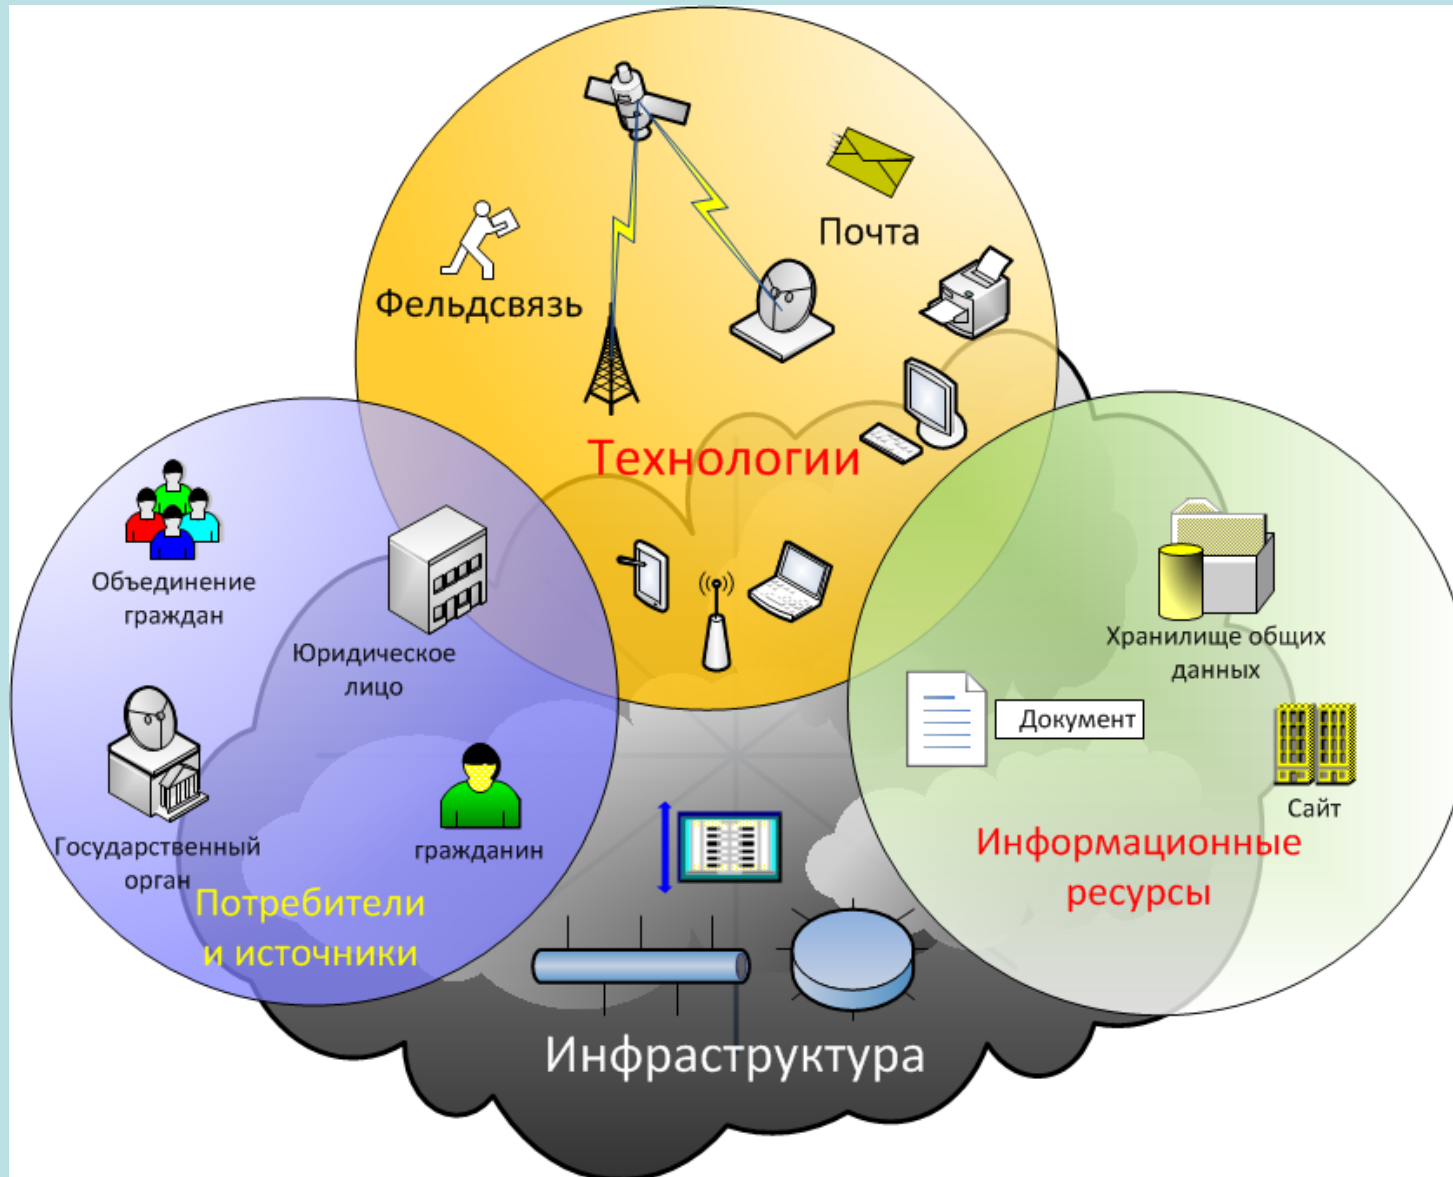 Почта
Фельдсвязь
Технологии
Объединение
граждан
Юридическое
лицо
Государственный
орган
гражданин
Потребители
и источники
Хранилище общих
данных
Документ
Сайт
Информационные
ресурсы
Инфраструктура